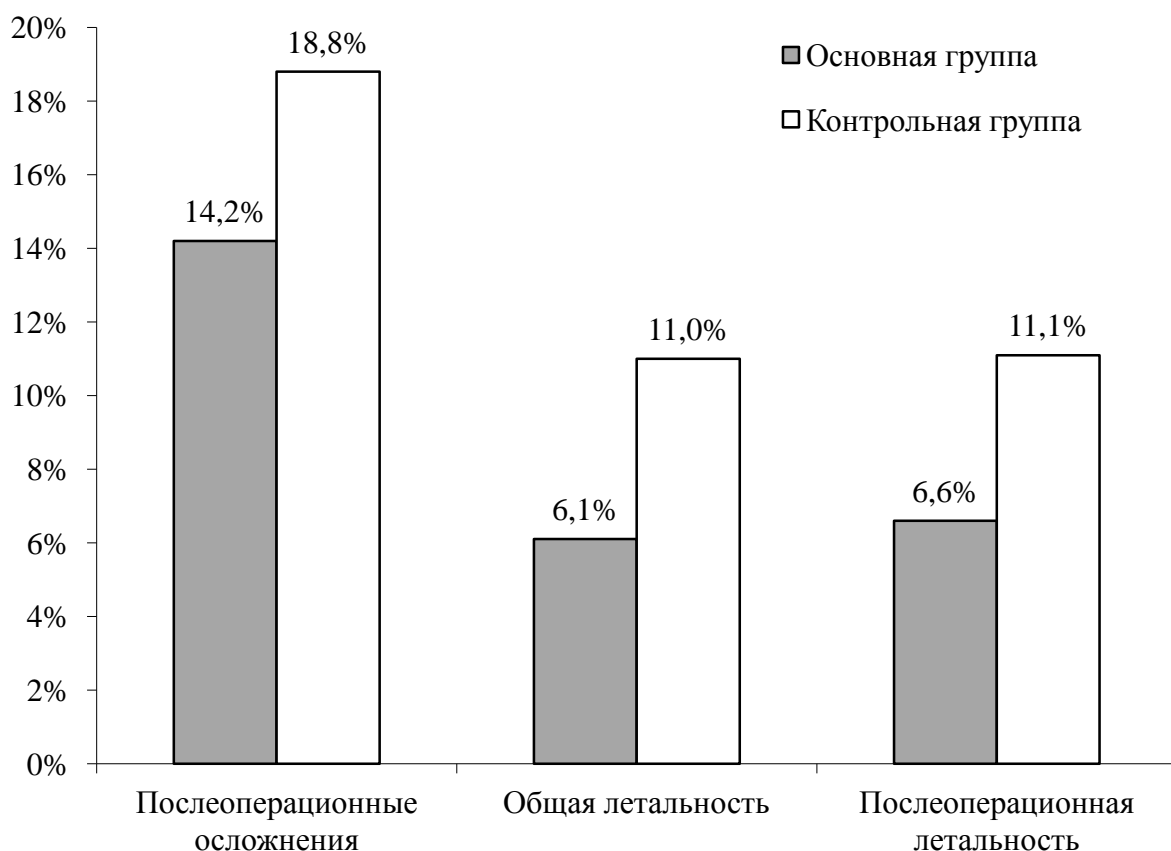 20%
18%
16%
14%
12%
10%
8%
6%
4%
2%
0%
18,8%
14,2%
11,0%
6,1%
11,1%
6,6%
Основная группа
Контрольная группа
Послеоперационные
осложнения
Общая летальность
Послеоперационная
летальность